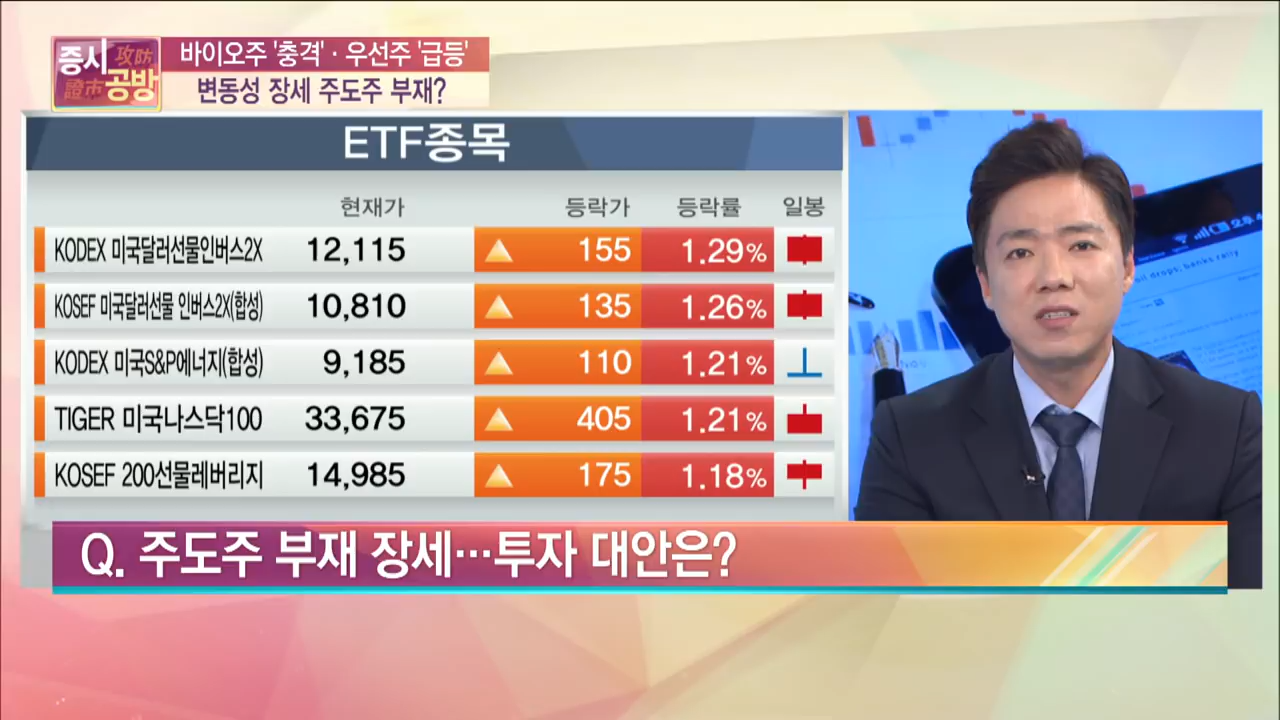 증시 攻防
證市 공방
바이오주 '충격' · 우선주 '급등'
변동성 장세 주도주 부재?
ETF종목
현재가 등락가 등락률 일봉
KODEX 미국달러선물인버스2X 12,115 155 1.29%
KOSEF 미국달러선물 인버스2X(합성) 10,810 135 1.26%
KODEX 미국S&P에너지(합성) 9,185 110 1.21%
TIGER 미국나스닥100 33,675 405 1.21%
KOSEF 200선물레버리지 14,985 175 1.18%
오후 4
oil drops, banks rally
Q. 주도주 부재 장세···투자 대안은?